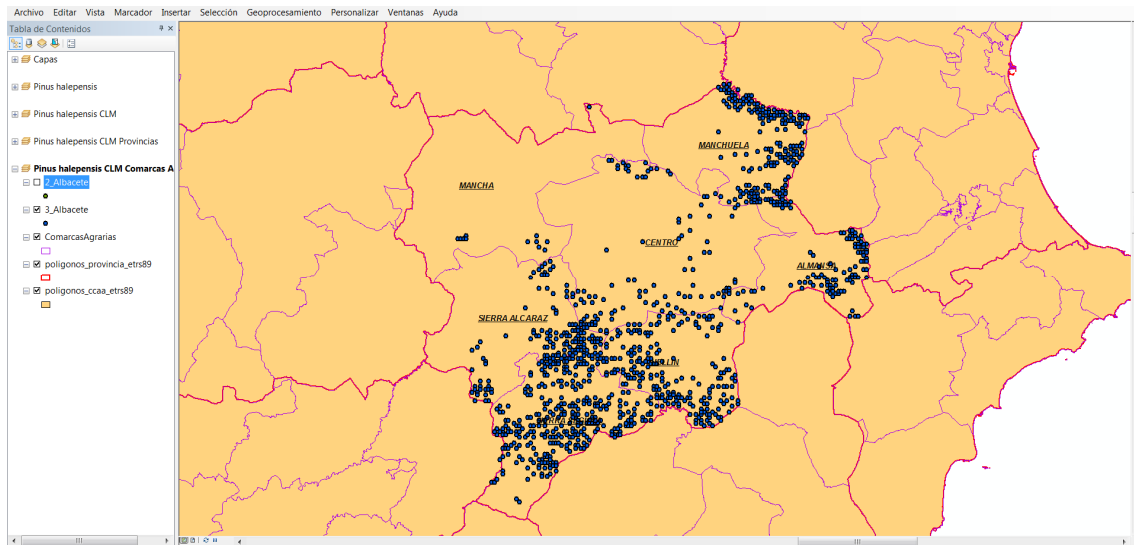 Archivo Editar Vista Marcador Insertar Selección Geoprocesamiento Personalizar Ventanas Ayuda
Tabla de Contenidos
Capas
Pinus halepensis
Pinus halepensis CLM
Pinus halepensis CLM Provincias
Pinus halepensis CLM Comarcas A
2_Albacete
3_Albacete
ComarcasAgrarias
poligonos_provincia_etrs89
poligonos_ccaa_etrs89
MANCHUELA
MANCHA
CENTRO
ALMANSA
SIERRA ALCARAZ